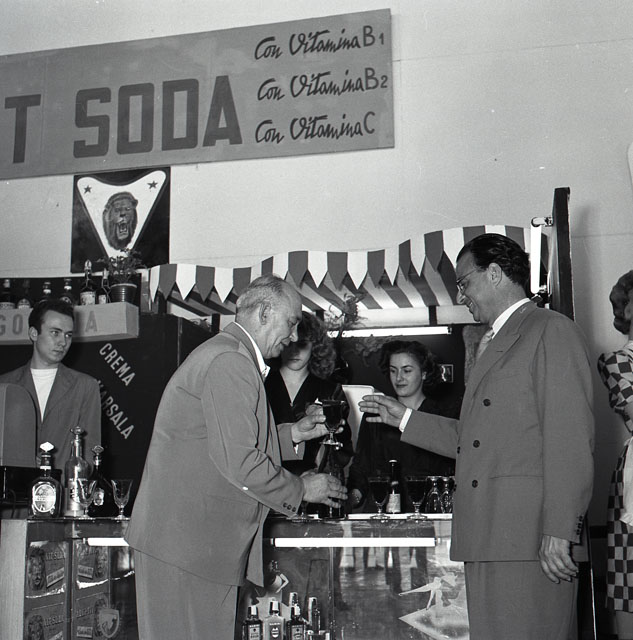 T SODA
Con Vitamina B1
Con Vitamina B2
Con Vitamina C
CREMA
MARSALA